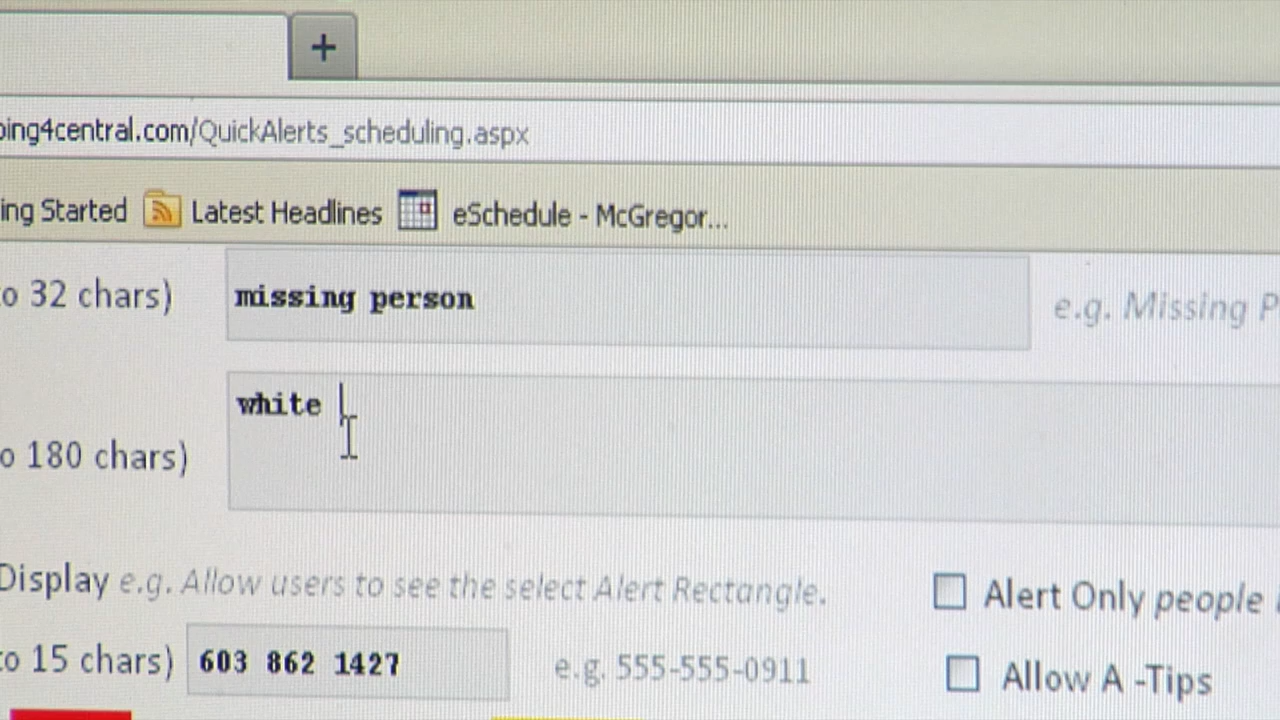 +
ping4central.com/QuickAlerts_scheduling.aspx
ing Started Latest Headlines eSchedule - McGregor...
o 32 chars) missing person e.g. Missing P
white
o 180 chars)
Display e.g. Allow users to see the select Alert Rectangle. Alert Only people
to 15 chars) 603 862 1427 e.g. 555-555-0911 Allow A -Tips